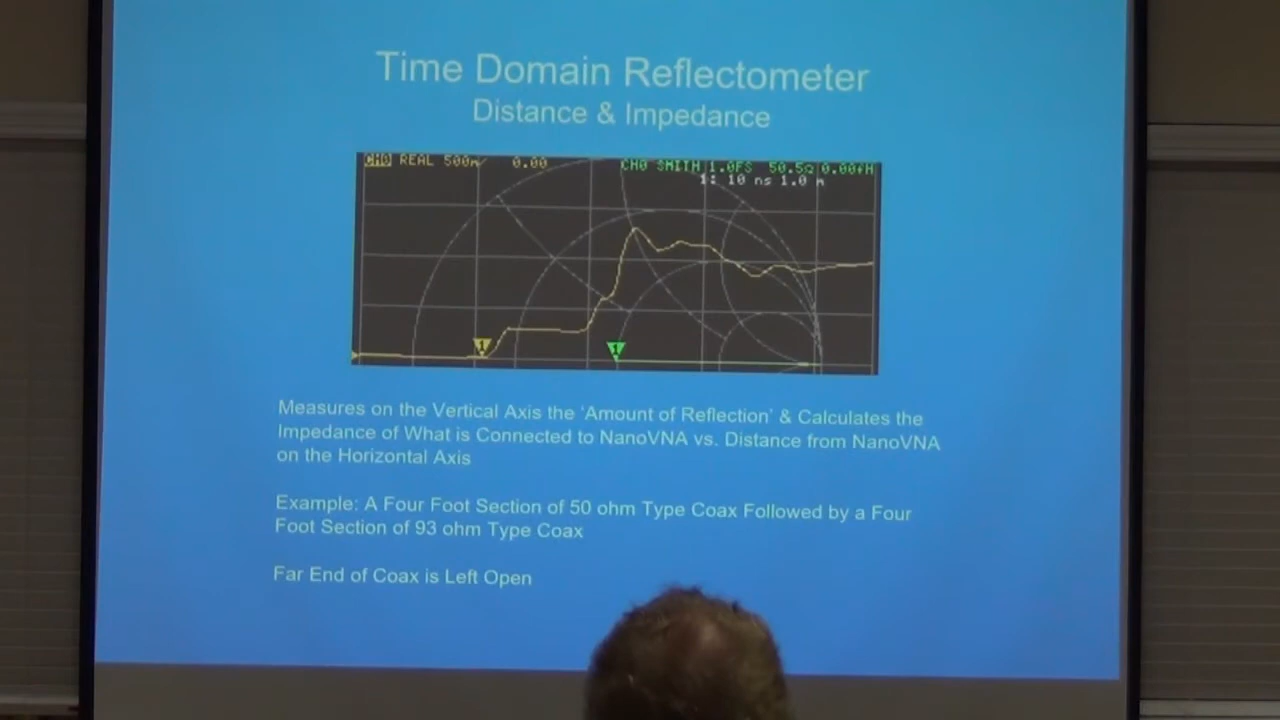 Time Domain Reflectometer
Distance & Impedance
CH0 REAL 500m/ 0.00 CH0 SMITH 1.0FS 50.5Ω 0.00fH
1: 10 ns 1.0 m
1 1
Measures on the Vertical Axis the 'Amount of Reflection' & Calculates the
Impedance of What is Connected to NanoVNA vs. Distance from NanoVNA
on the Horizontal Axis
Example: A Four Foot Section of 50 ohm Type Coax Followed by a Four
Foot Section of 93 ohm Type Coax
Far End of Coax is Left Open